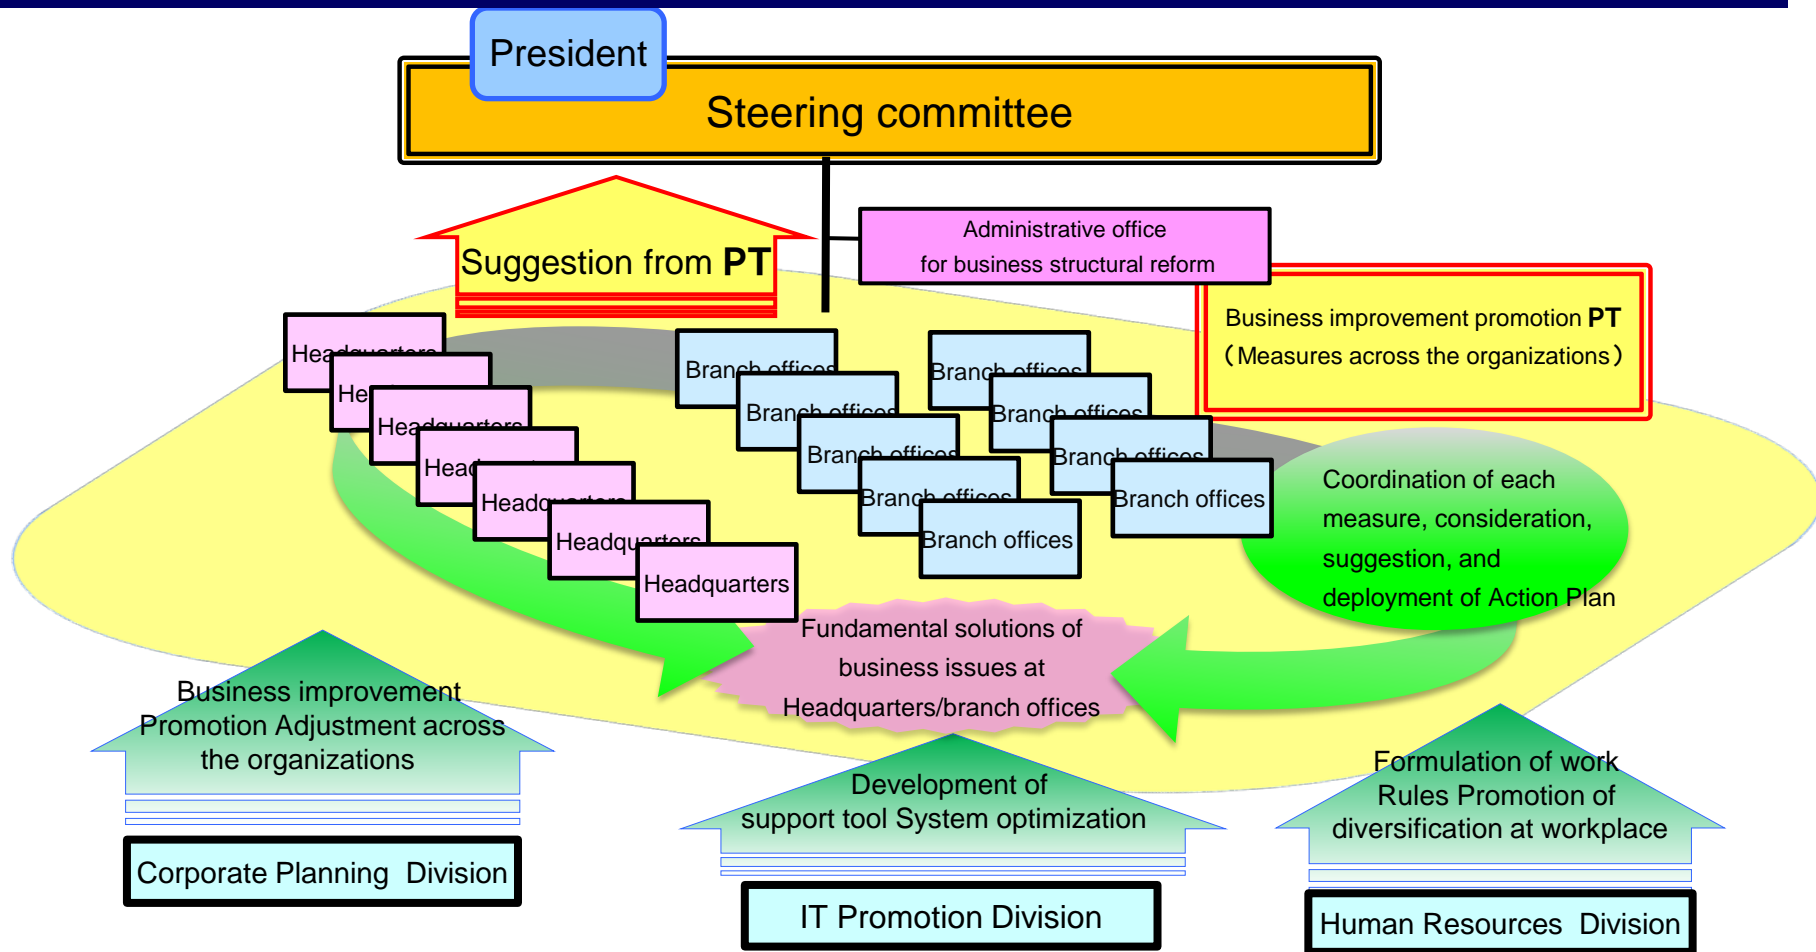 President
Steering committee
Suggestion from PT
Administrative office
for business structural reform
Business improvement promotion PT
（Measures across the organizations）
Headquarters
He
Headquarters
Headquarters
Headquarters
Headquarters
Headquarters
Branch offices
Branch offices
Branch offices
Branch offices
Branch offices
Branch offices
Branch offices
Branch offices
Branch offices
Coordination of each
measure, consideration,
suggestion, and
deployment of Action Plan
Fundamental solutions of
business issues at
Headquarters/branch offices
Business improvement
Promotion Adjustment across
the organizations
Development of
support tool System optimization
Formulation of work
Rules Promotion of
diversification at workplace
Corporate Planning Division
IT Promotion Division
Human Resources Division